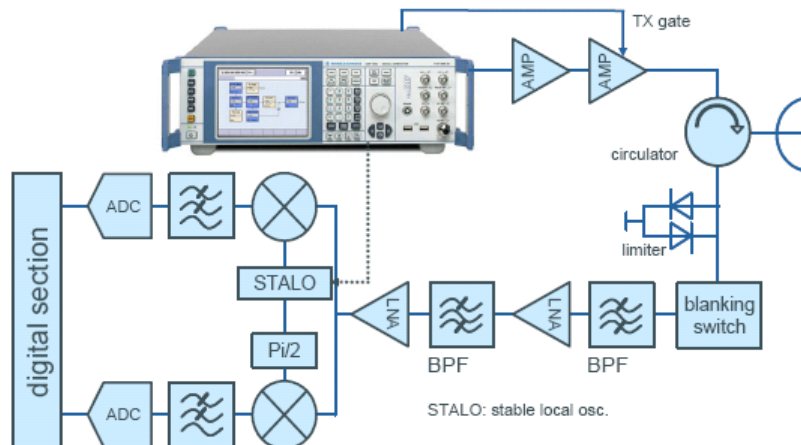 TX gate
AMP
AMP
circulator
limiter
ADC
STALO
LNA
LNA
blanking
switch
digital section
Pi/2
BPF
BPF
ADC
STALO: stable local osc.